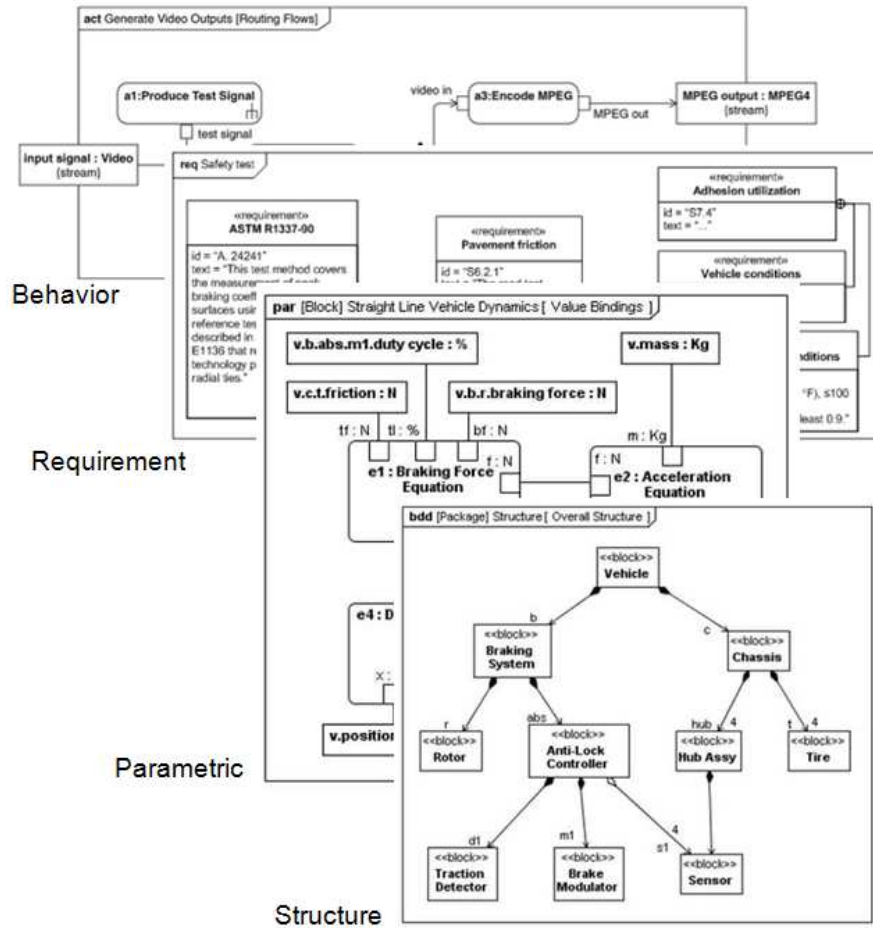 act Generate Video Outputs [Routing Flows]
a1:Produce Test Signal
test signal
video in
a3:Encode MPEG
MPEG out
MPEG output : MPEG4
{stream}
input signal : Video
{stream}
Behavior
req Safety test
«requirement»
ASTM R1337-90
id = "A. 24241"
text = "This test method covers
the measurement of
braking coeff
surfaces usin
reference tes
described in
E1136 that re
technology p
radial ties."
«requirement»
Pavement friction
id = "S6.2.1"
«requirement»
Adhesion utilization
id = "S7.4"
text = "..."
«requirement»
Vehicle conditions
nditions
°F), ≤100
least 0.9."
Requirement
par [Block] Straight Line Vehicle Dynamics [ Value Bindings ]
v.b.abs.m1.duty cycle : %
v.mass : Kg
v.c.t.friction : N
v.b.r.braking force : N
tf : N
tl : %
bf : N
m : Kg
f : N
f : N
e1 : Braking Force
Equation
e2 : Acceleration
Equation
e4 : D
x :
v.position
Parametric
bdd [Package] Structure [ Overall Structure ]
<<block>>
Vehicle
b
c
<<block>>
Braking
System
<<block>>
Chassis
r
abs
hub
4
t
4
<<block>>
Rotor
<<block>>
Anti-Lock
Controller
<<block>>
Hub Assy
<<block>>
Tire
d1
m1
s1
4
<<block>>
Traction
Detector
<<block>>
Brake
Modulator
<<block>>
Sensor
Structure